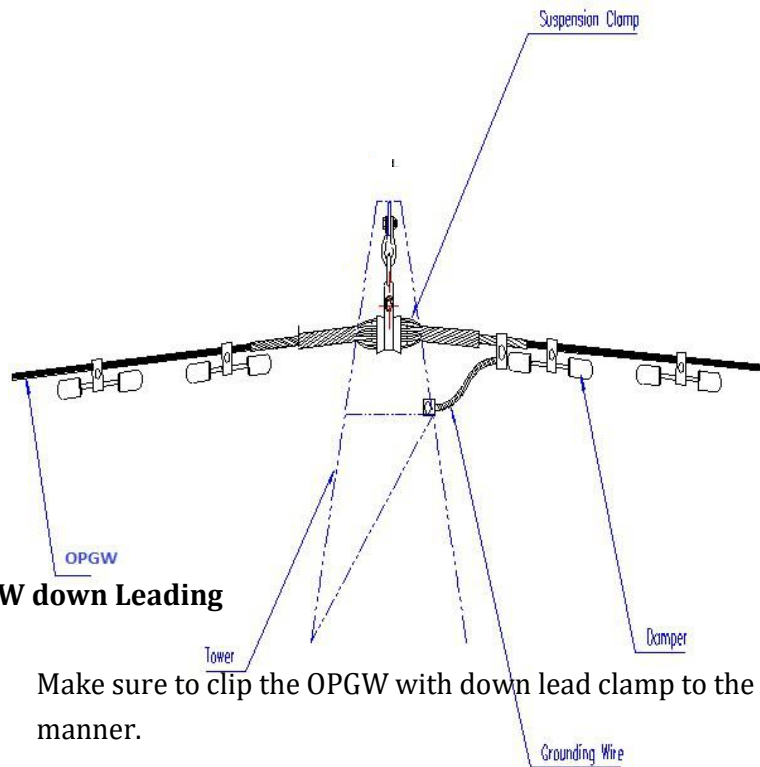 Suspension Clamp
L
OPGW
W down Leading
Tower
Damper
Make sure to clip the OPGW with down lead clamp to the
manner.
Grounding Wire